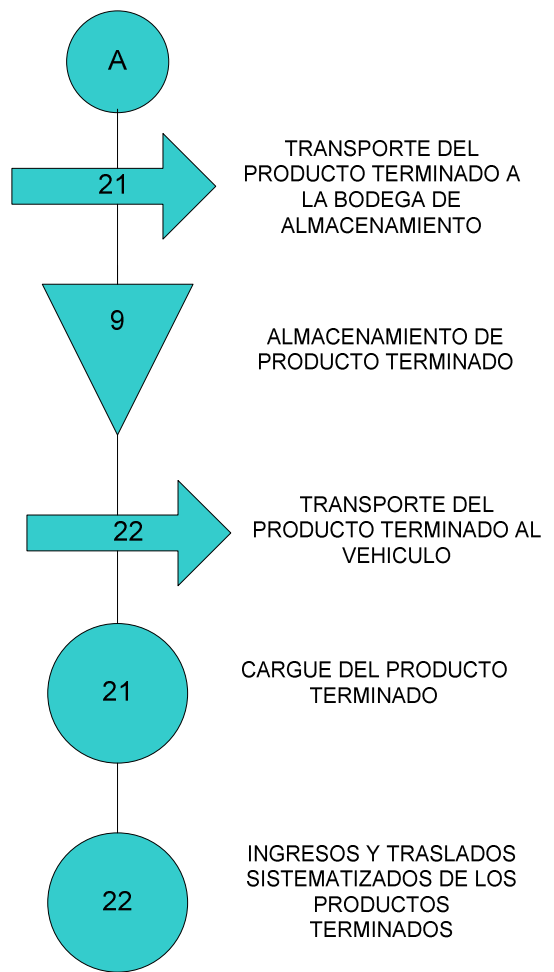 A
21
TRANSPORTE DEL
PRODUCTO TERMINADO A
LA BODEGA DE
ALMACENAMIENTO
9
ALMACENAMIENTO DE
PRODUCTO TERMINADO
22
TRANSPORTE DEL
PRODUCTO TERMINADO AL
VEHICULO
21
CARGUE DEL PRODUCTO
TERMINADO
22
INGRESOS Y TRASLADOS
SISTEMATIZADOS DE LOS
PRODUCTOS
TERMINADOS